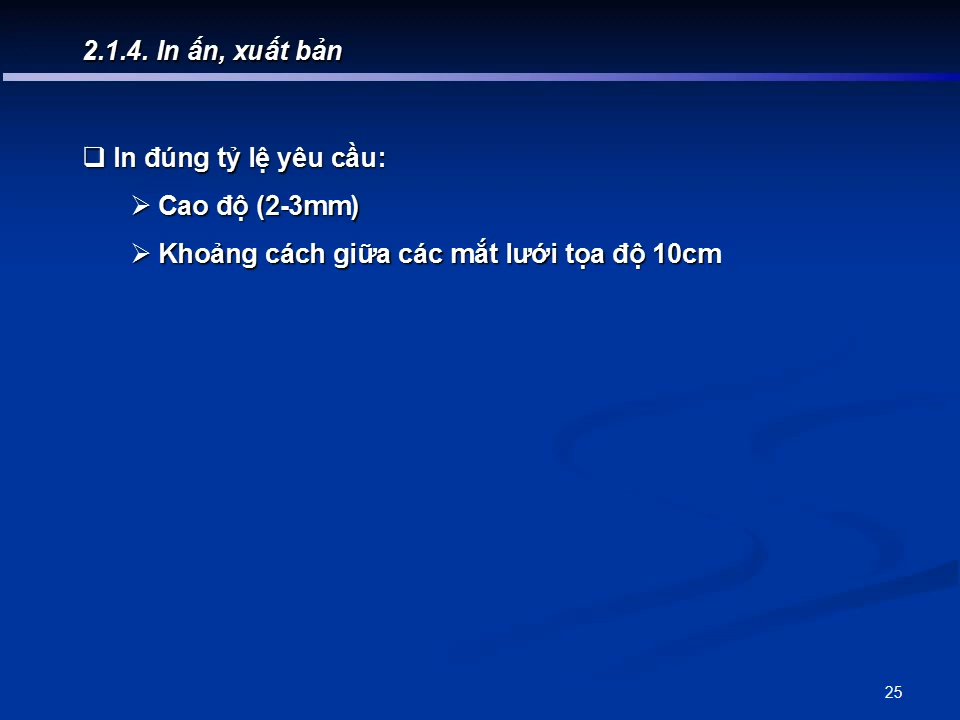 2.1.4. In ấn, xuất bản
In đúng tỷ lệ yêu cầu:
Cao độ (2-3mm)
Khoảng cách giữa các mắt lưới tọa độ 10cm
25